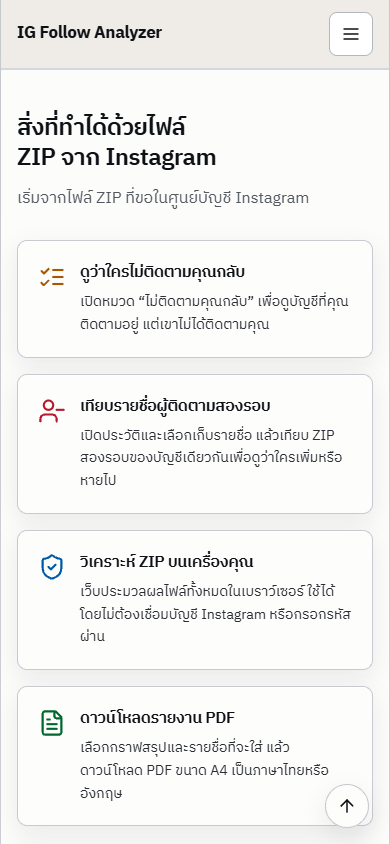 IG Follow Analyzer
สิ่งที่ทำได้ด้วยไฟล์
ZIP จาก Instagram
เริ่มจากไฟล์ ZIP ที่ขอในศูนย์บัญชี Instagram
ดูว่าใครไม่ติดตามคุณกลับ
เปิดหมวด “ไม่ติดตามคุณกลับ” เพื่อดูบัญชีที่คุณ
ติดตามอยู่ แต่เขาไม่ได้ติดตามคุณ
เทียบรายชื่อผู้ติดตามสองรอบ
เปิดประวัติและเลือกเก็บรายชื่อ แล้วเทียบ ZIP
สองรอบของบัญชีเดียวกันเพื่อดูว่าใครเพิ่มหรือ
หายไป
วิเคราะห์ ZIP บนเครื่องคุณ
เว็บประมวลผลไฟล์ทั้งหมดในเบราว์เซอร์ ใช้ได้
โดยไม่ต้องเชื่อมบัญชี Instagram หรือกรอกรหัส
ผ่าน
ดาวน์โหลดรายงาน PDF
เลือกกราฟสรุปและรายชื่อที่จะใส่ แล้ว
ดาวน์โหลด PDF ขนาด A4 เป็นภาษาไทยหรือ
อังกฤษ